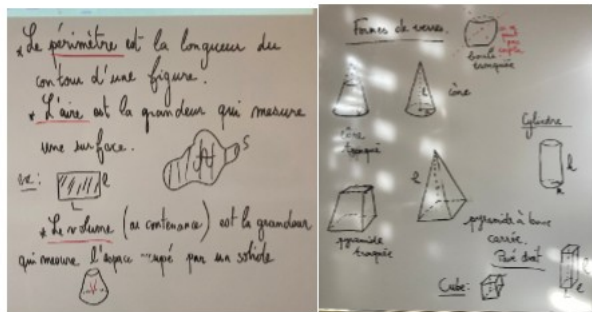 * Le périmètre est la longueur du
contour d'une figure.
* L'aire est la grandeur qui mesure
une surface.
S
ex:
l
L
* Le volume (ou contenance) est la grandeur
qui mesure l'espace occupé par un solide
V
Formes de verres.
boule
tronquée
cône
cône
tronqué
Cylindre
h
pyramide
tronquée
pyramide à base
carrée.
Pavé droit
Cube:
l
L